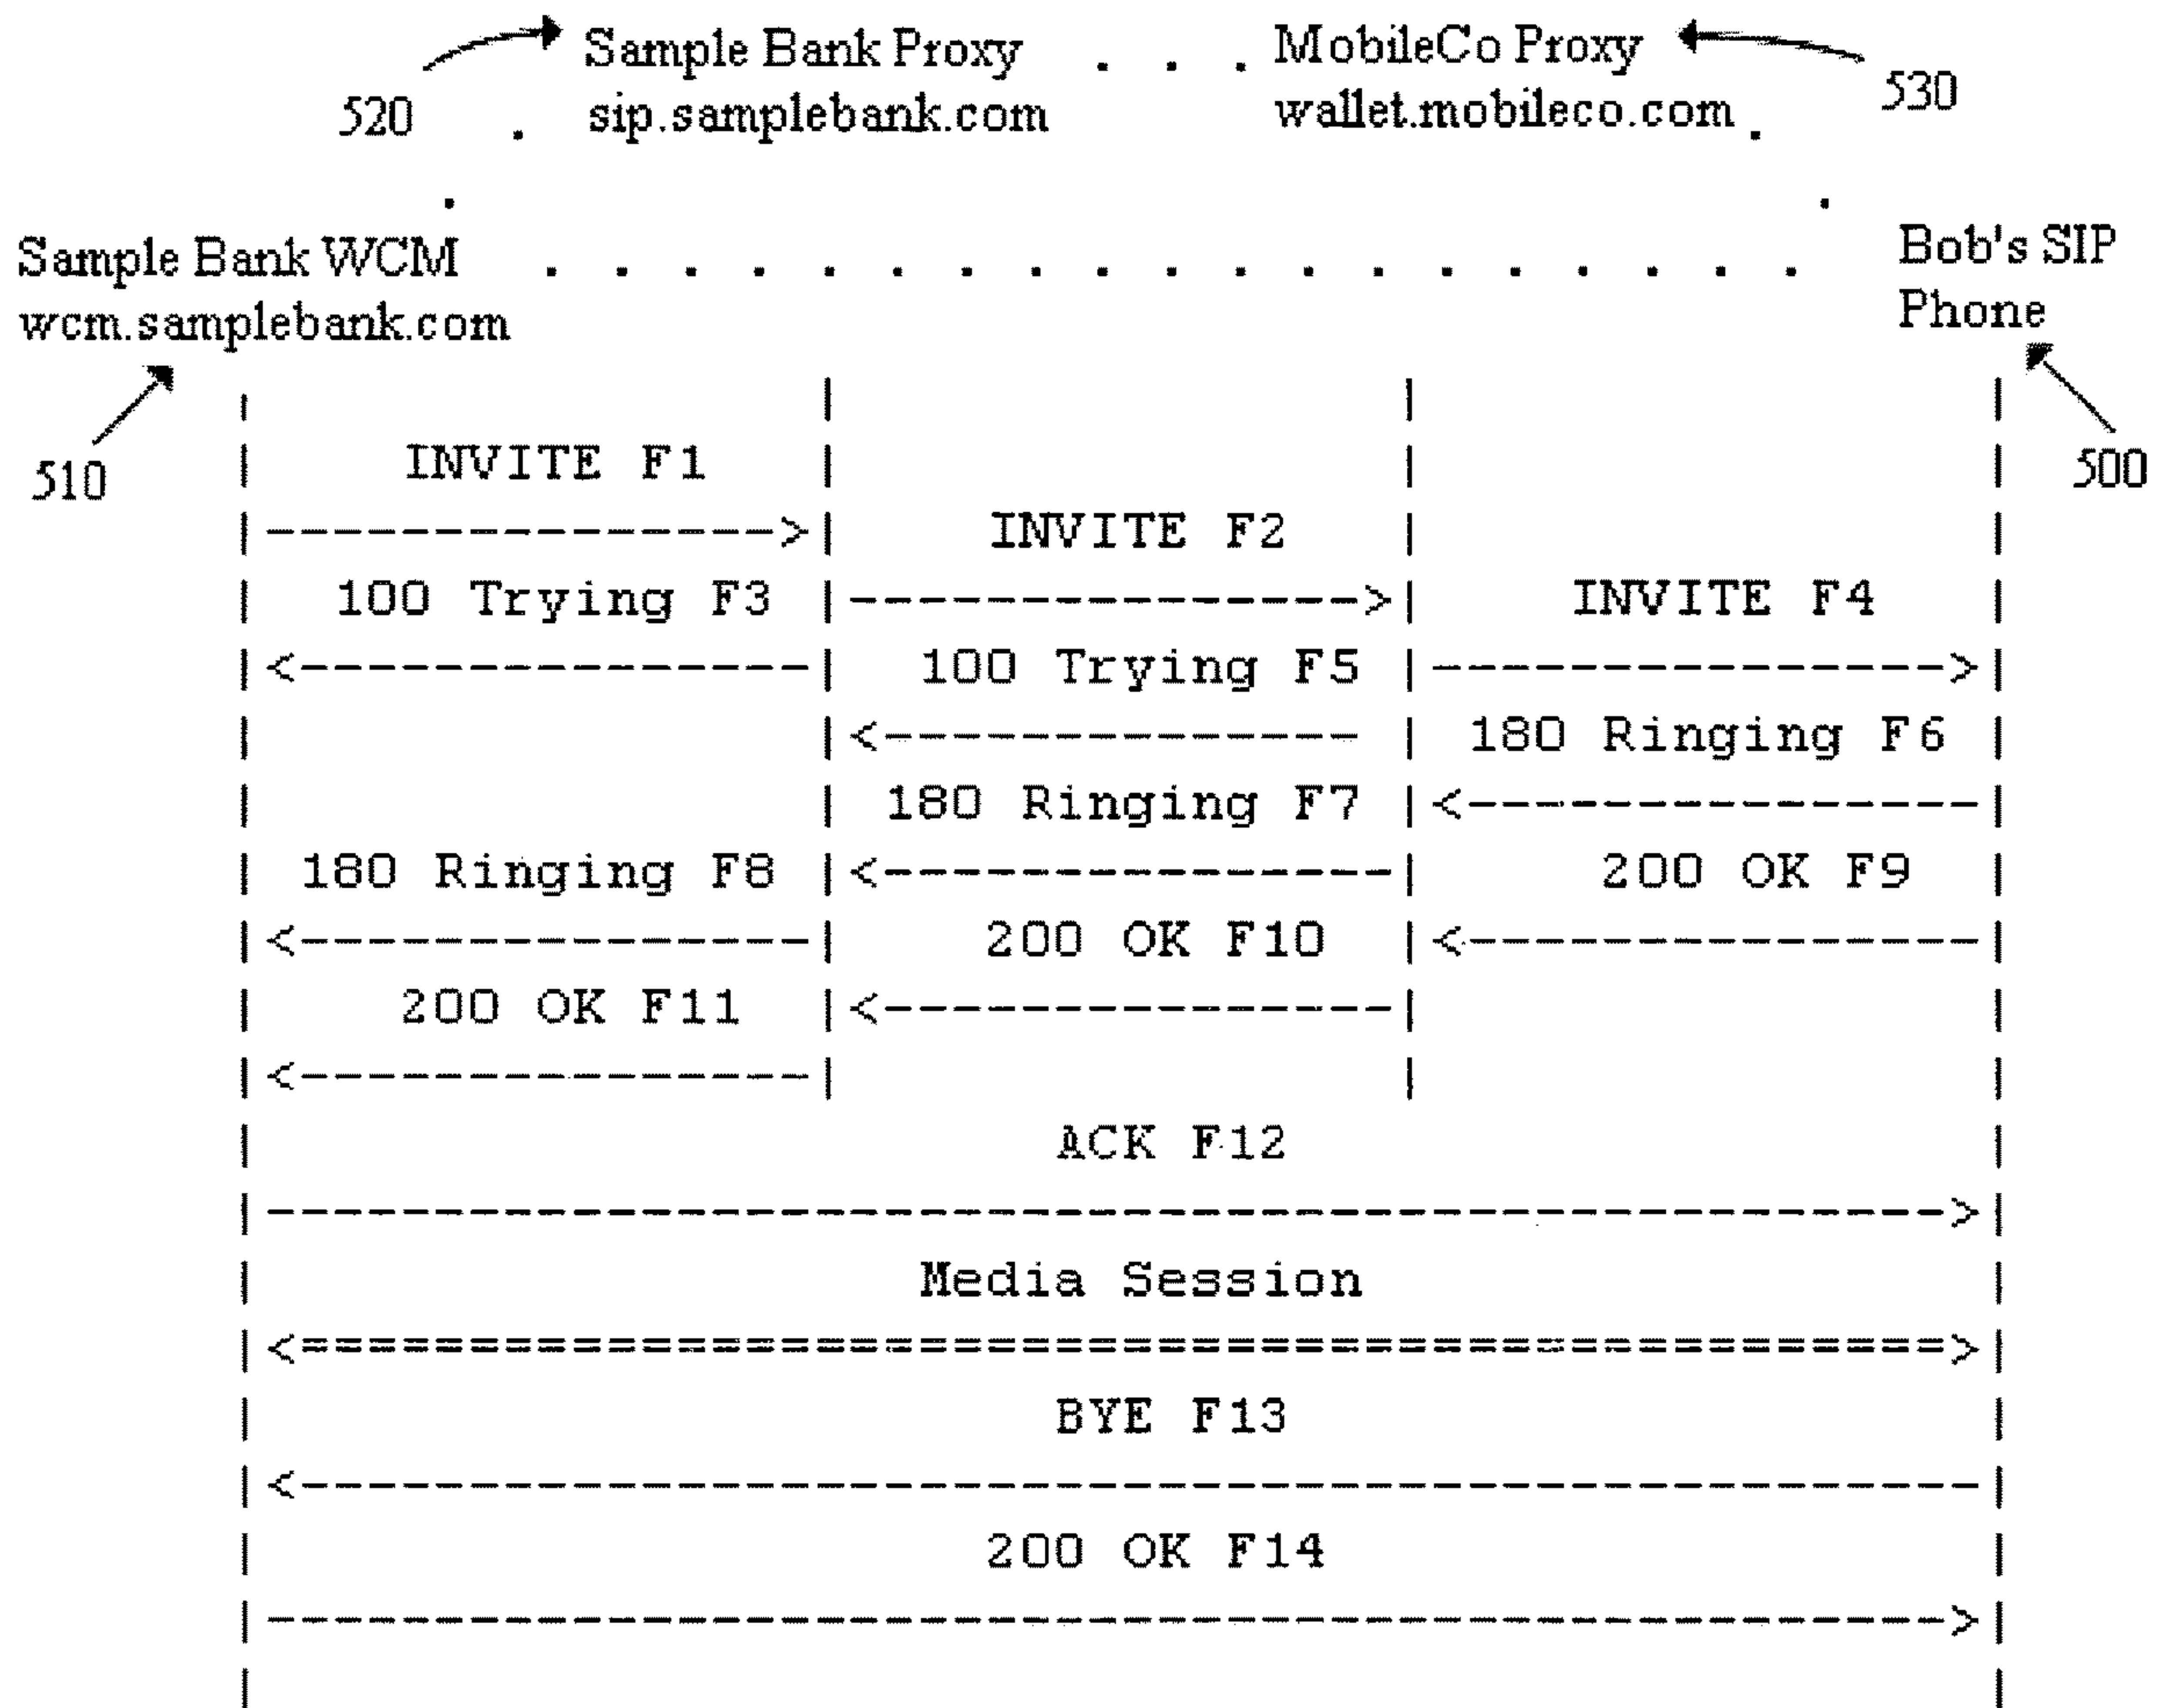 Sample Bank Proxy . . . MobileCo Proxy
520 . sip.samplebank.com wallet.mobileco.com . 530
. .
Sample Bank WCM . . . . . . . . . . . . . . . . . . . Bob's SIP
wcm.samplebank.com Phone
510 500
| | | |
| INVITE F1 | | |
|--------------->| INVITE F2 | |
| 100 Trying F3 |--------------->| INVITE F4 |
|<---------------| 100 Trying F5 |--------------->|
| |<-------------- | 180 Ringing F6 |
| | 180 Ringing F7 |<---------------|
| 180 Ringing F8 |<---------------| 200 OK F9 |
|<---------------| 200 OK F10 |<---------------|
| 200 OK F11 |<---------------| |
|<---------------| | |
| ACK F12 |
|------------------------------------------------->|
| Media Session |
|<================================================>|
| BYE F13 |
|<-------------------------------------------------|
| 200 OK F14 |
|------------------------------------------------->|
| |